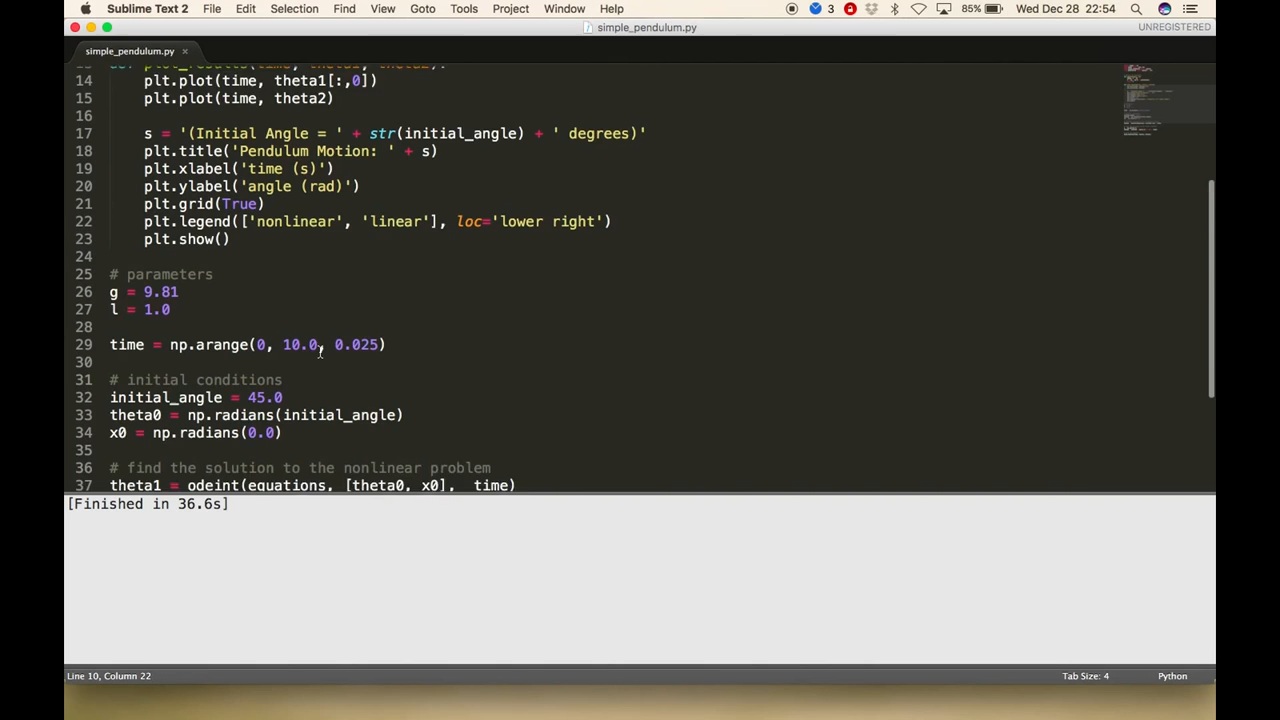 Sublime Text 2 File Edit Selection Find View Goto Tools Project Window Help 3 85% Wed Dec 28 22:54
simple_pendulum.py UNREGISTERED
simple_pendulum.py ×
14 plt.plot(time, theta1[:,0])
15 plt.plot(time, theta2)
16
17 s = '(Initial Angle = ' + str(initial_angle) + ' degrees)'
18 plt.title('Pendulum Motion: ' + s)
19 plt.xlabel('time (s)')
20 plt.ylabel('angle (rad)')
21 plt.grid(True)
22 plt.legend(['nonlinear', 'linear'], loc='lower right')
23 plt.show()
24
25 # parameters
26 g = 9.81
27 l = 1.0
28
29 time = np.arange(0, 10.0, 0.025)
30
31 # initial conditions
32 initial_angle = 45.0
33 theta0 = np.radians(initial_angle)
34 x0 = np.radians(0.0)
35
36 # find the solution to the nonlinear problem
37 theta1 = odeint(equations, [theta0, x0],  time)
[Finished in 36.6s]
Line 10, Column 22 Tab Size: 4 Python